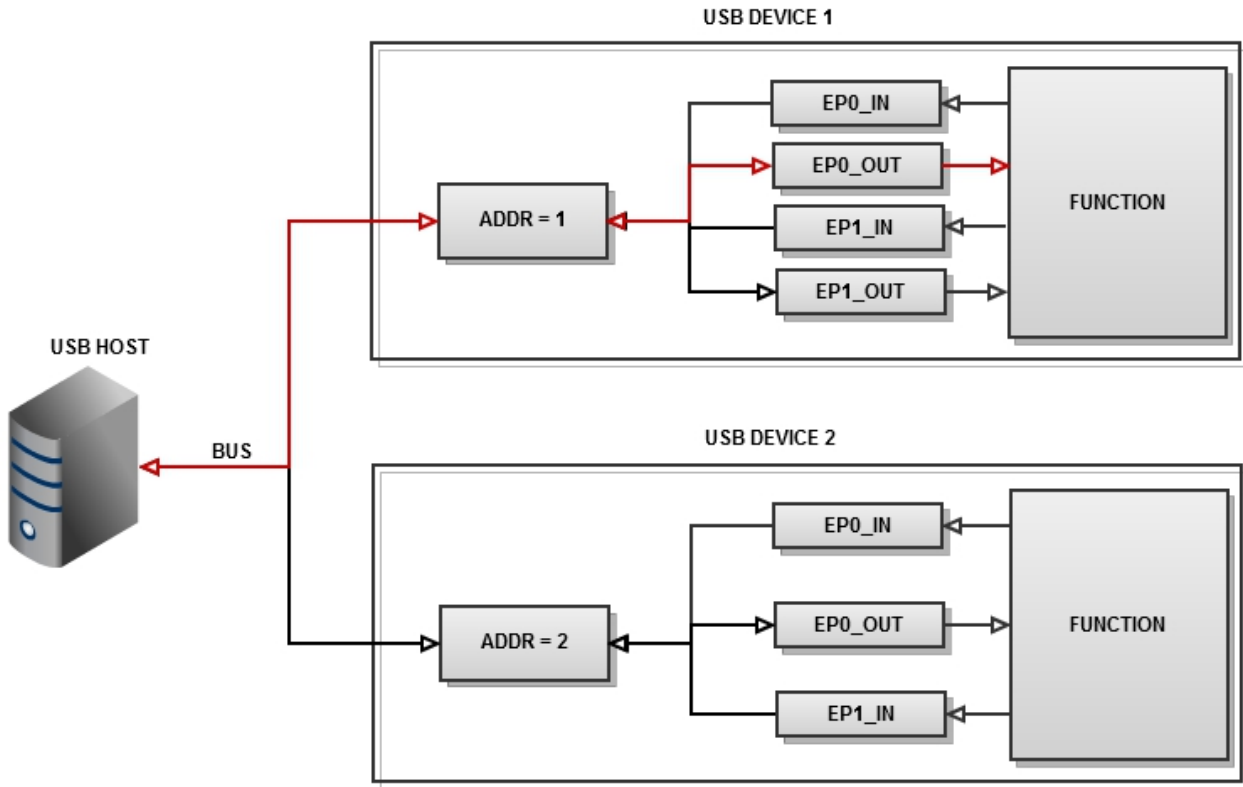 USB DEVICE 1
EP0_IN
EP0_OUT
ADDR = 1
EP1_IN
EP1_OUT
FUNCTION
USB HOST
BUS
USB DEVICE 2
EP0_IN
EP0_OUT
ADDR = 2
EP1_IN
FUNCTION